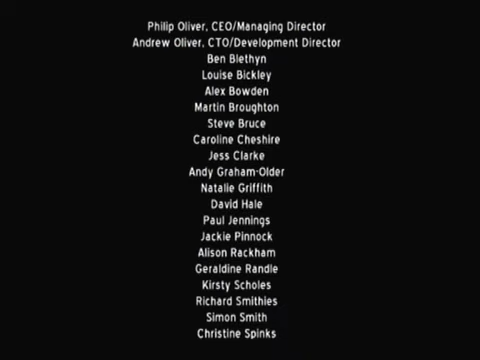 Philip Oliver, CEO/Managing Director
Andrew Oliver, CTO/Development Director
Ben Blethyn
Louise Bickley
Alex Bowden
Martin Broughton
Steve Bruce
Caroline Cheshire
Jess Clarke
Andy Graham-Older
Natalie Griffith
David Hale
Paul Jennings
Jackie Pinnock
Alison Rackham
Geraldine Randle
Kirsty Scholes
Richard Smithies
Simon Smith
Christine Spinks